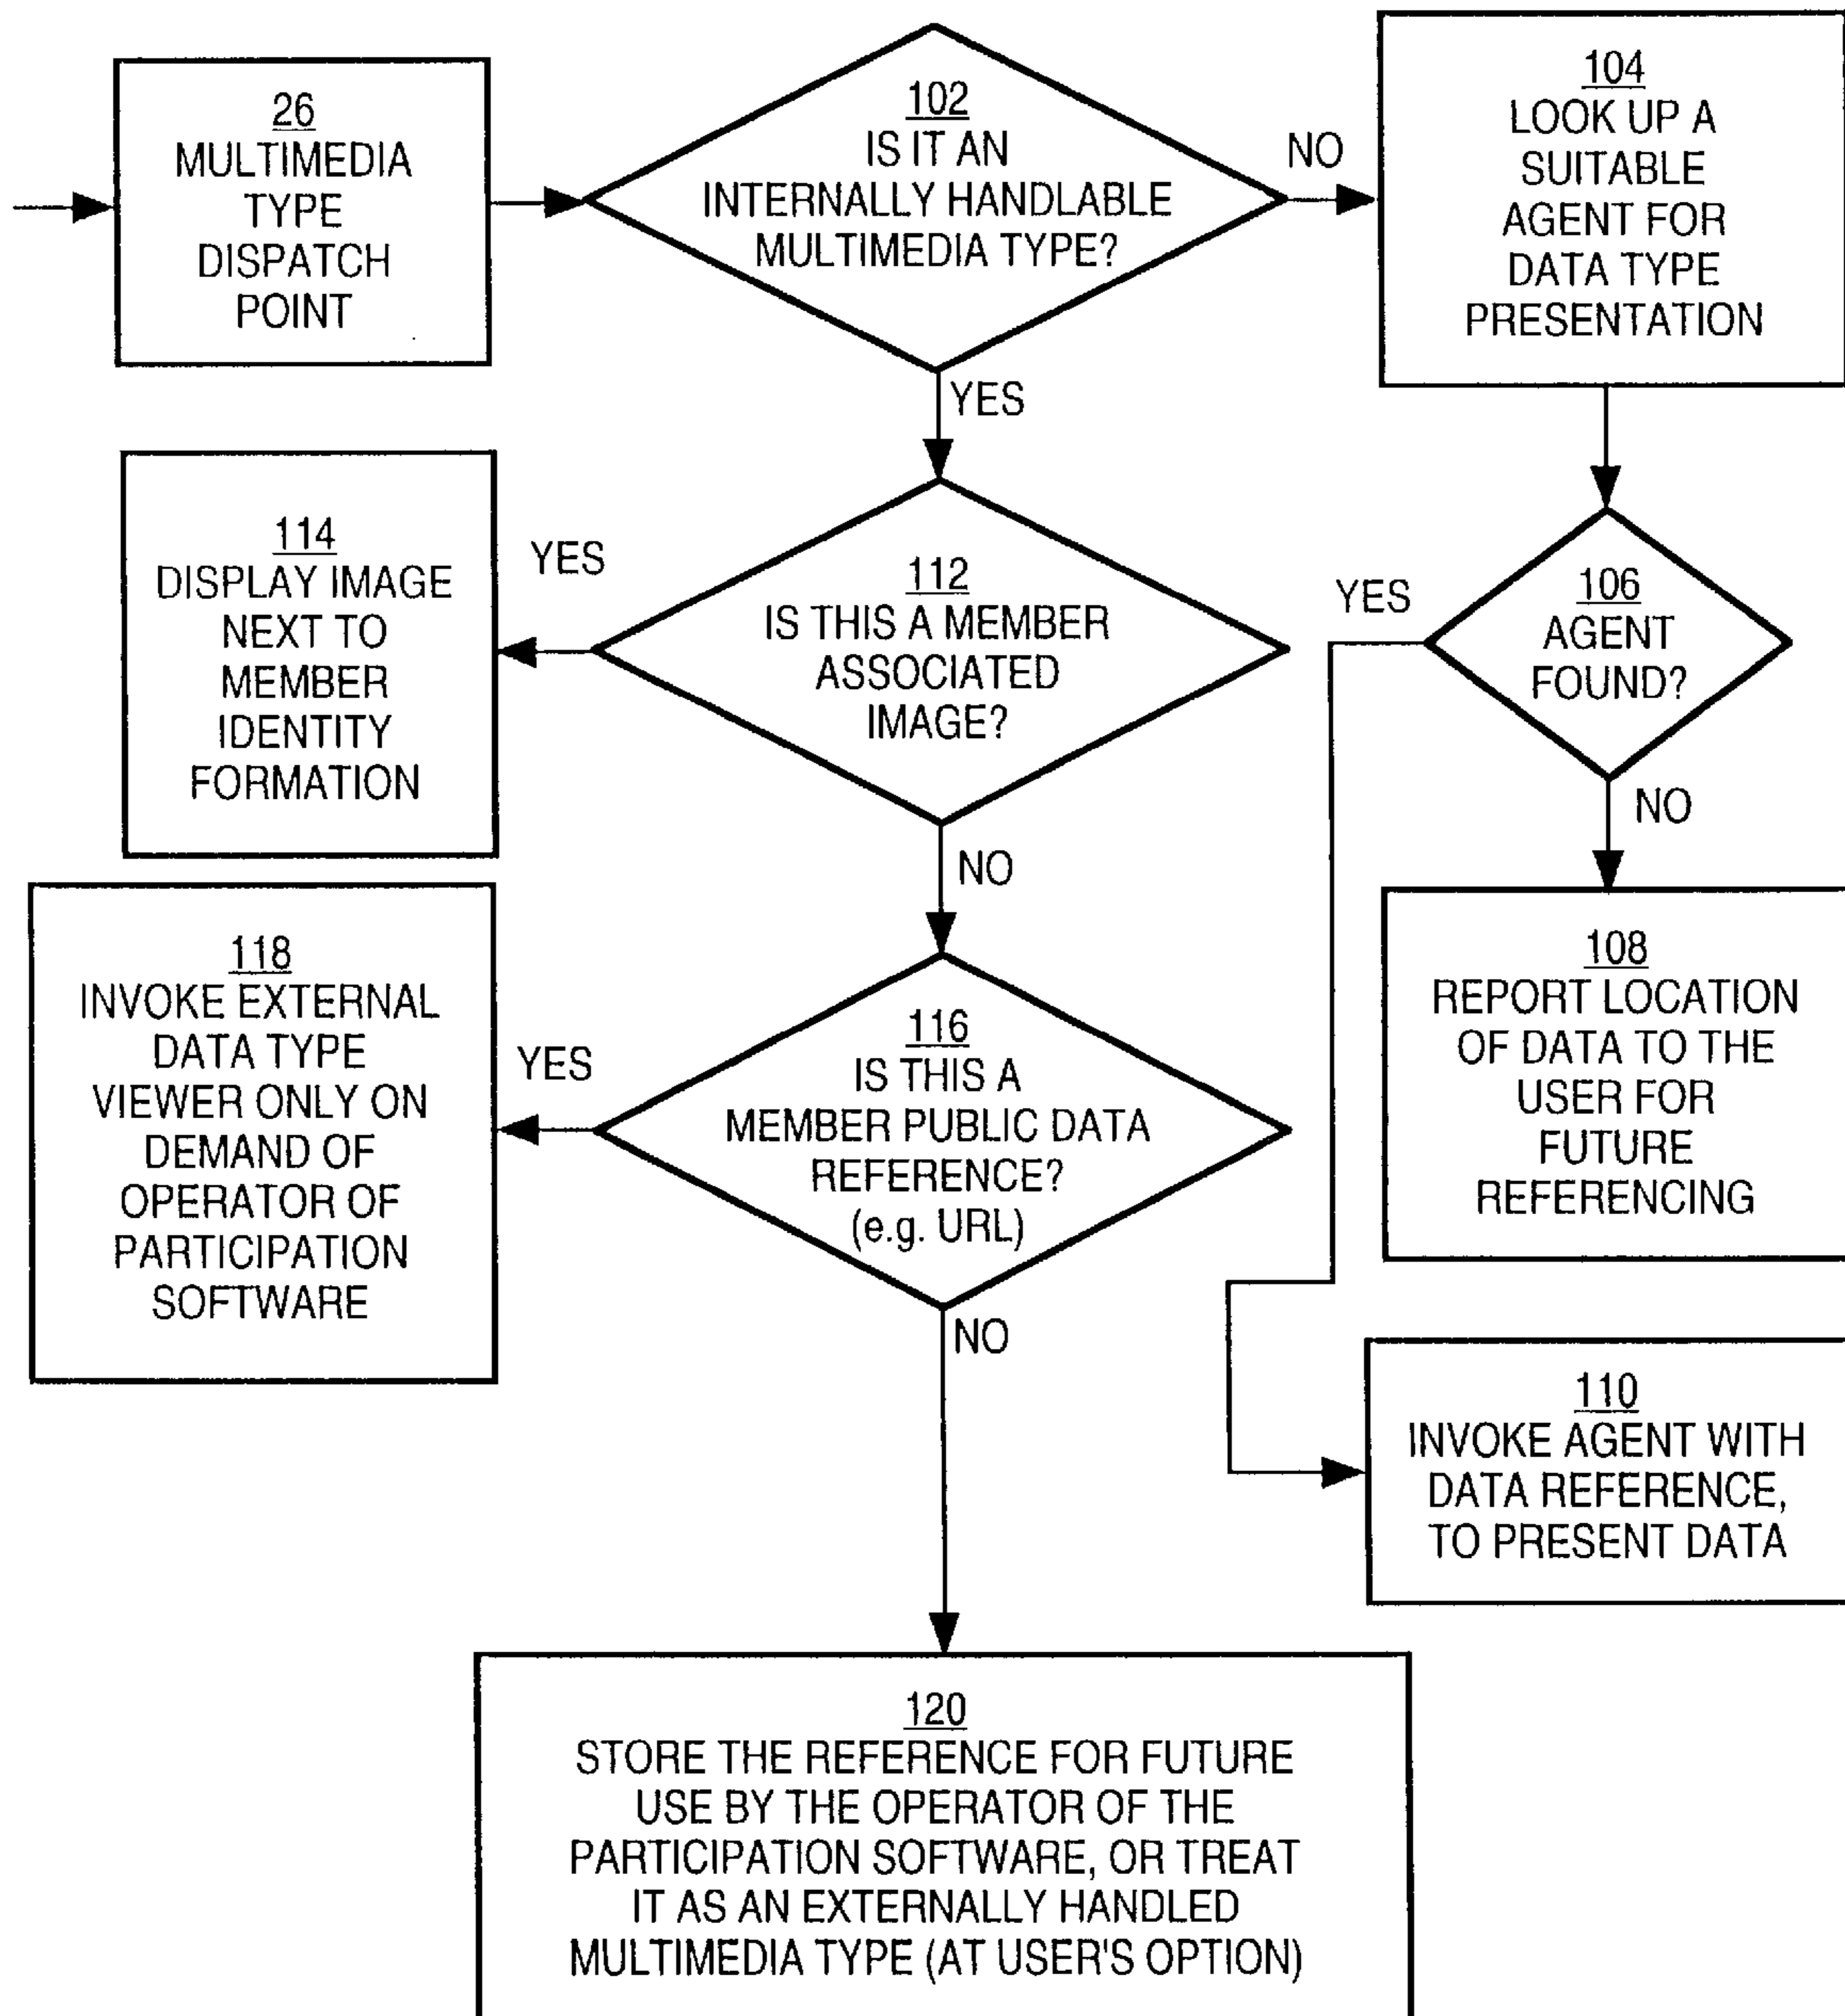 26
MULTIMEDIA
TYPE
DISPATCH
POINT
102
IS IT AN
INTERNALLY HANDLABLE
MULTIMEDIA TYPE?
NO
104
LOOK UP A
SUITABLE
AGENT FOR
DATA TYPE
PRESENTATION
YES
114
DISPLAY IMAGE
NEXT TO
MEMBER
IDENTITY
FORMATION
YES
112
IS THIS A MEMBER
ASSOCIATED
IMAGE?
YES
106
AGENT
FOUND?
NO
NO
118
INVOKE EXTERNAL
DATA TYPE
VIEWER ONLY ON
DEMAND OF
OPERATOR OF
PARTICIPATION
SOFTWARE
YES
116
IS THIS A
MEMBER PUBLIC DATA
REFERENCE?
(e.g. URL)
108
REPORT LOCATION
OF DATA TO THE
USER FOR
FUTURE
REFERENCING
NO
110
INVOKE AGENT WITH
DATA REFERENCE,
TO PRESENT DATA
120
STORE THE REFERENCE FOR FUTURE
USE BY THE OPERATOR OF THE
PARTICIPATION SOFTWARE, OR TREAT
IT AS AN EXTERNALLY HANDLED
MULTIMEDIA TYPE (AT USER'S OPTION)